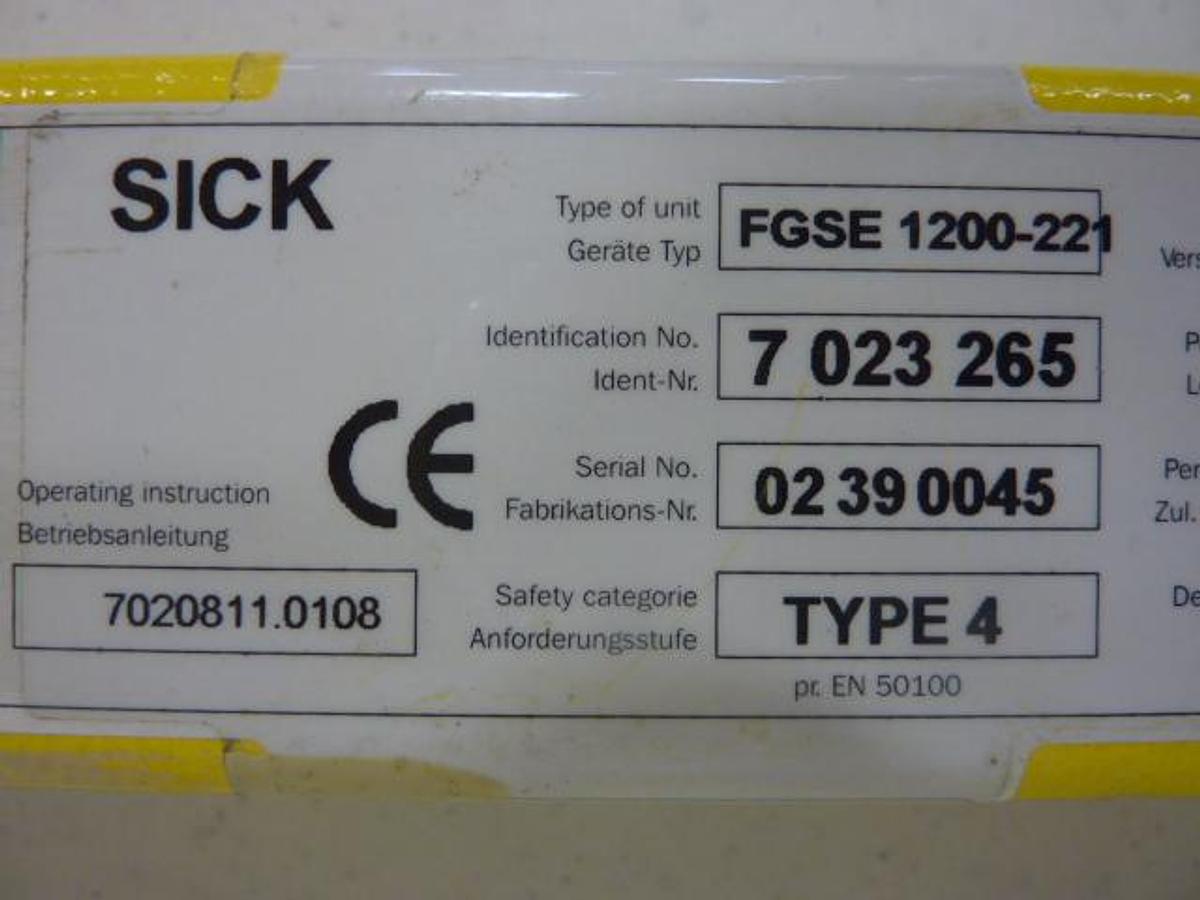 SICK
Type of unit
Geräte Typ
FGSE 1200-221
Identification No.
Ident-Nr.
7 023 265
CE
Serial No.
Fabrikations-Nr.
02 39 0045
Operating instruction
Betriebsanleitung
7020811.0108
Safety categorie
Anforderungsstufe
TYPE 4
pr. EN 50100
Zul.